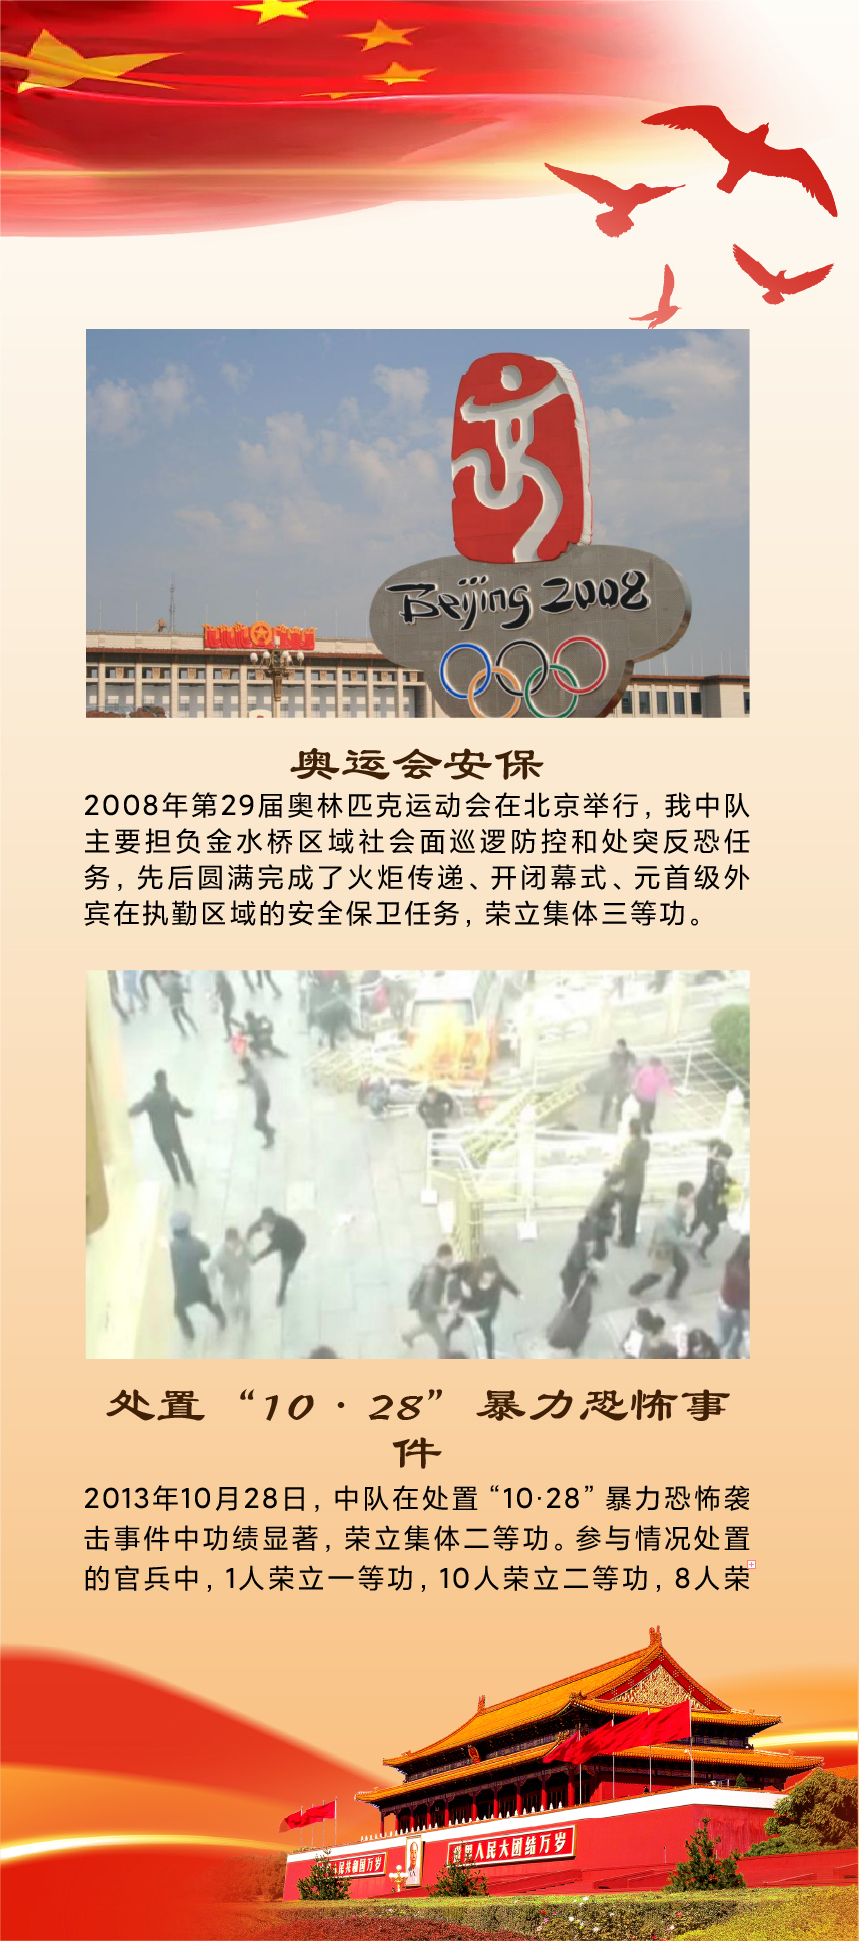 Beijing 2008
奥运会安保
2008年第29届奥林匹克运动会在北京举行，我中队
主要担负金水桥区域社会面巡逻防控和处突反恐任
务，先后圆满完成了火炬传递、开闭幕式、元首级外
宾在执勤区域的安全保卫任务，荣立集体三等功。
处置“10·28”暴力恐怖事
件
2013年10月28日，中队在处置“10·28”暴力恐怖袭
击事件中功绩显著，荣立集体二等功。参与情况处置
的官兵中，1人荣立一等功，10人荣立二等功，8人荣
人民共和国万岁
世界人民大团结万岁